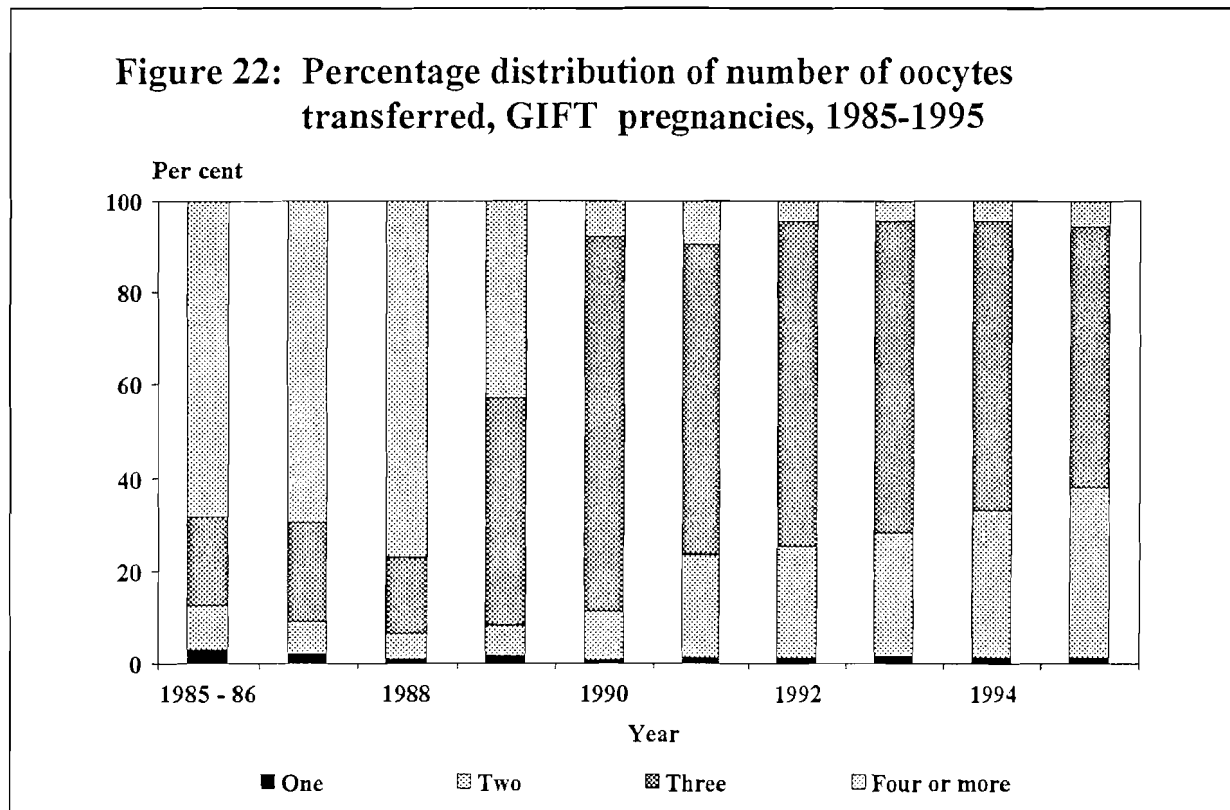 Figure 22: Percentage distribution of number of oocytes
transferred, GIFT pregnancies, 1985-1995
Per cent
100
80
60
40
20
0
1985 - 86 1988 1990 1992 1994
Year
One Two Three Four or more